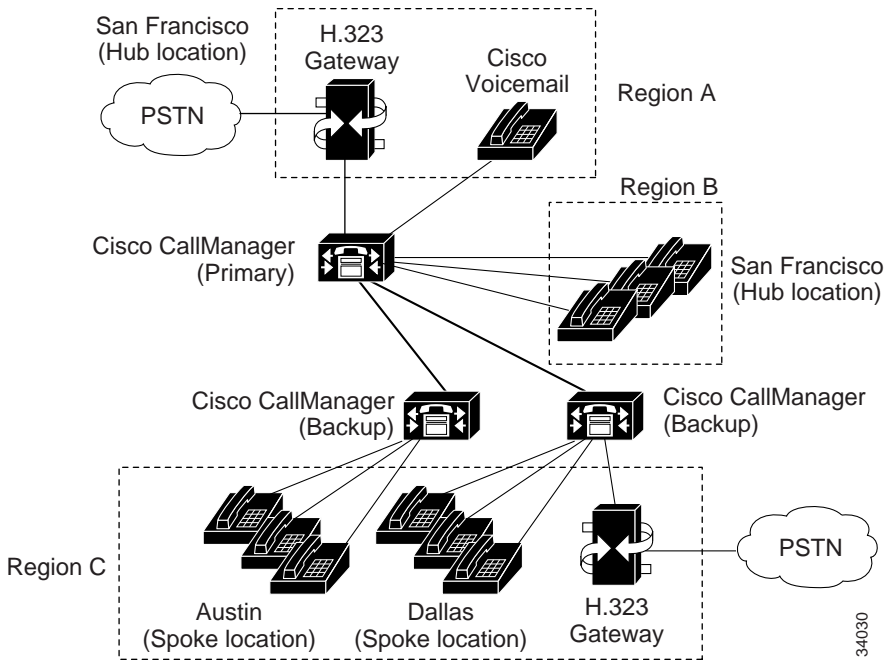 San Francisco
(Hub location)
H.323
Gateway
Cisco
Voicemail
PSTN
Region A
Region B
Cisco CallManager
(Primary)
San Francisco
(Hub location)
Cisco CallManager
(Backup)
Cisco CallManager
(Backup)
Region C
PSTN
Austin
(Spoke location)
Dallas
(Spoke location)
H.323
Gateway
34030